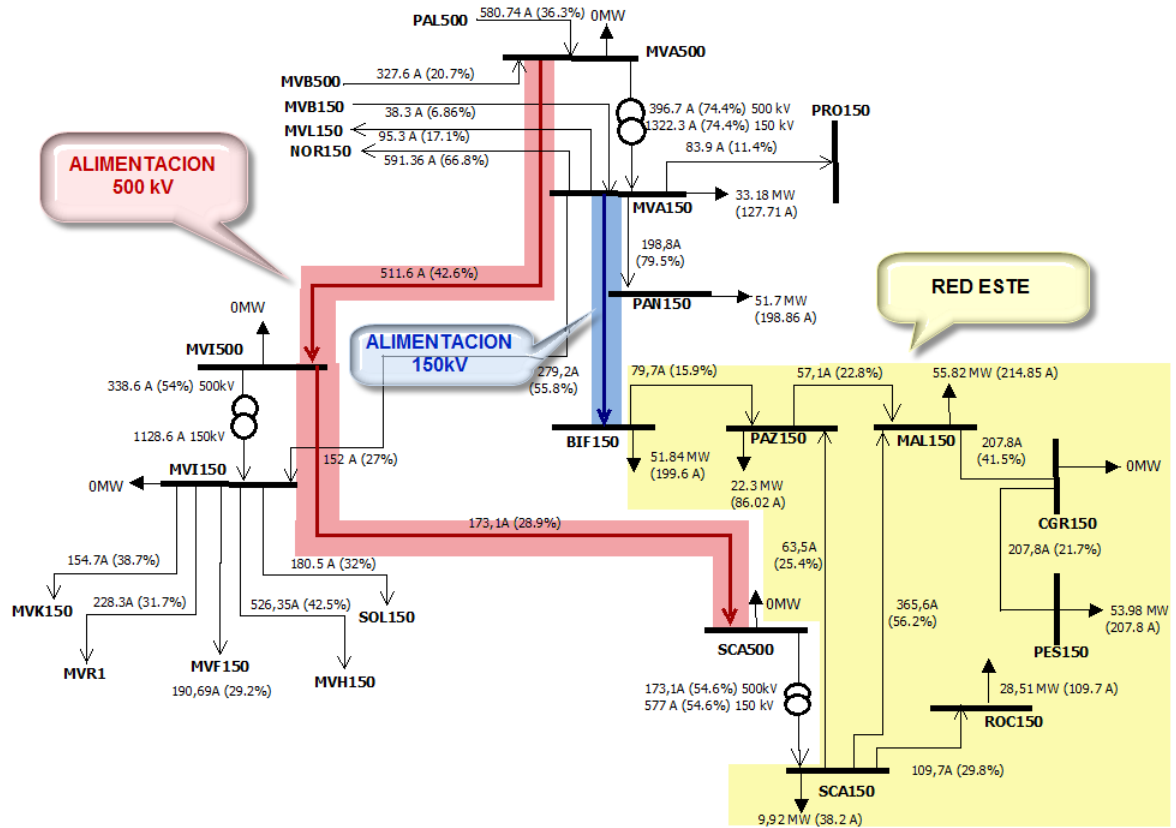 PAL500
580.74 A (36.3%)
0MW
MVA500
MVB500
327.6 A (20.7%)
MVB150
38.3 A (6.86%)
MVL150
95.3 A (17.1%)
NOR150
591.36 A (66.8%)
396.7 A (74.4%) 500 kV
1322.3 A (74.4%) 150 kV
PRO150
83.9 A (11.4%)
ALIMENTACION
500 kV
MVA150
33.18 MW
(127.71 A)
198,8A
(79.5%)
511.6 A (42.6%)
PAN150
51.7 MW
(198.86 A)
RED ESTE
0MW
MVI500
ALIMENTACION
150kV
279,2A
(55.8%)
338.6 A (54%) 500kV
1128.6 A 150kV
79,7A (15.9%)
57,1A (22.8%)
55.82 MW (214.85 A)
BIF150
PAZ150
MAL150
51.84 MW
(199.6 A)
22.3 MW
(86.02 A)
207.8A
(41.5%)
0MW
CGR150
MVI150
152 A (27%)
0MW
173,1A (28.9%)
207,8A (21.7%)
154.7A (38.7%)
180.5 A (32%)
228.3A (31.7%)
526,35A (42.5%)
MVK150
SOL150
MVR1
MVF150
190,69A (29.2%)
MVH150
63,5A
(25.4%)
365,6A
(56.2%)
0MW
SCA500
53.98 MW
(207.8 A)
PES150
173,1A (54.6%) 500kV
577 A (54.6%) 150 kV
28,51 MW (109.7 A)
ROC150
109,7A (29.8%)
SCA150
9,92 MW (38.2 A)